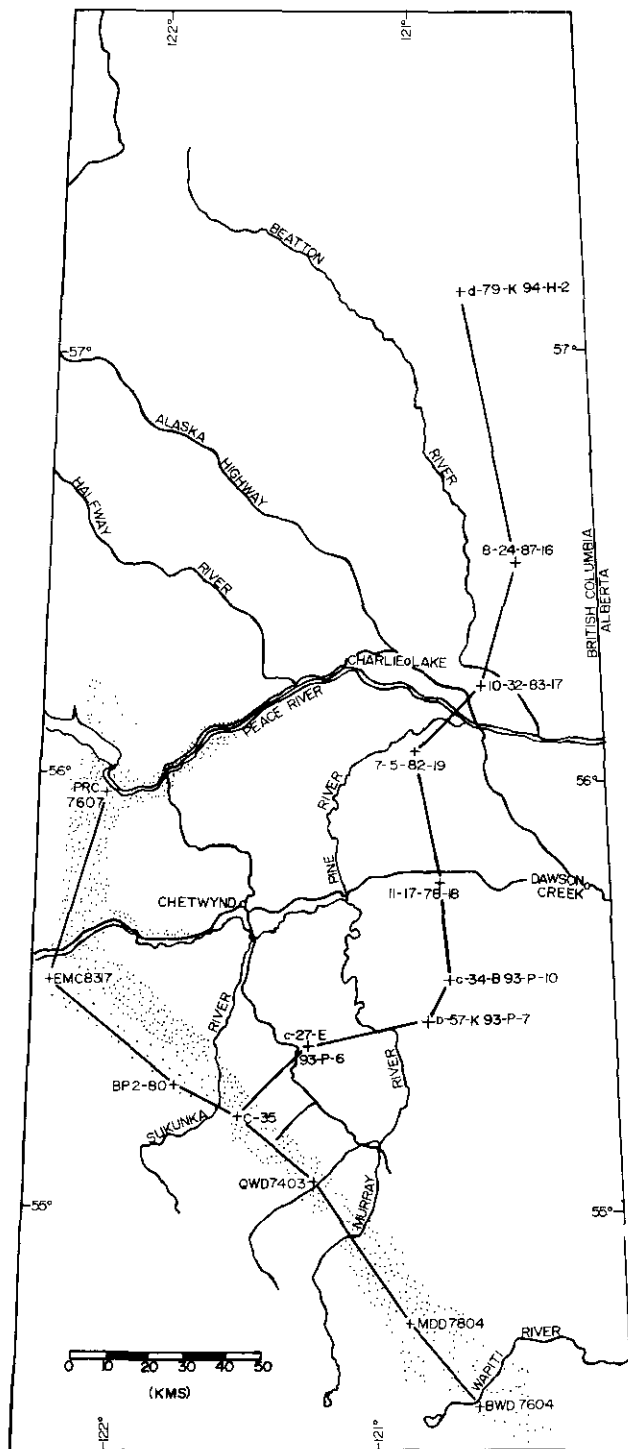 122°
121°
BEATTON
d-79-K 94-H-2
57°
57°
ALASKA
HIGHWAY
RIVER
HALFWAY
RIVER
8-24-87-16
BRITISH COLUMBIA
ALBERTA
CHARLIE LAKE
10-32-83-17
PEACE RIVER
7-5-82-19
56°
56°
PRC
7607
RIVER
PINE
DAWSON
CREEK
11-17-78-18
CHETWYND
EMC8317
c-34-B 93-P-10
RIVER
c-27-E
93-P-6
b-57-K 93-P-7
BP2-80
RIVER
SUKUNKA
C-35
QWD7403
MURRAY
55°
55°
MDD7804
RIVER
WAPITI
0 10 20 30 40 50
(KMS)
BWD 7604
122°
121°